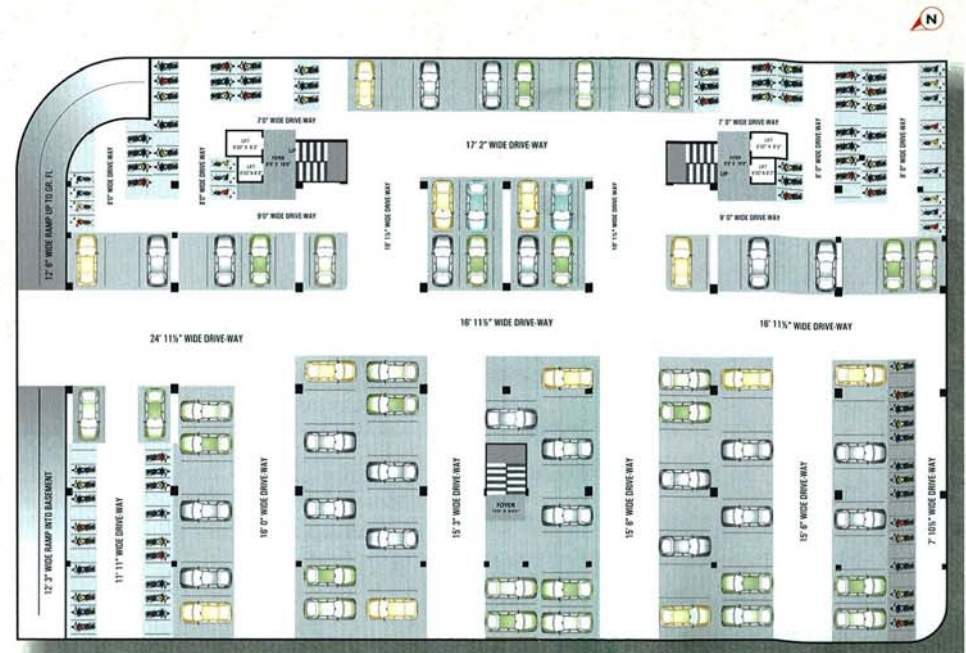 N
7'0" WIDE DRIVE-WAY
17' 2" WIDE DRIVE-WAY
7' 0" WIDE DRIVE-WAY
LIFT
LIFT
FOYER
UP
LIFT
LIFT
FOYER
UP
8'.0" WIDE DRIVE-WAY
8'.0" WIDE DRIVE-WAY
8'.0" WIDE DRIVE-WAY
8'.0" WIDE DRIVE-WAY
9'0" WIDE DRIVE-WAY
9' 0" WIDE DRIVE-WAY
WIDE DRIVE-WAY
WIDE DRIVE-WAY
12' 6" WIDE RAMP UP TO GR. FL.
24' 11½" WIDE DRIVE-WAY
16' 11½" WIDE DRIVE-WAY
16' 11½" WIDE DRIVE-WAY
12'.3" WIDE RAMP INTO BASEMENT
11'.11" WIDE DRIVE-WAY
16'.0" WIDE DRIVE-WAY
15'.3" WIDE DRIVE-WAY
FOYER
15'.6" WIDE DRIVE-WAY
15'.6" WIDE DRIVE-WAY
7' 10½" WIDE DRIVE-WAY